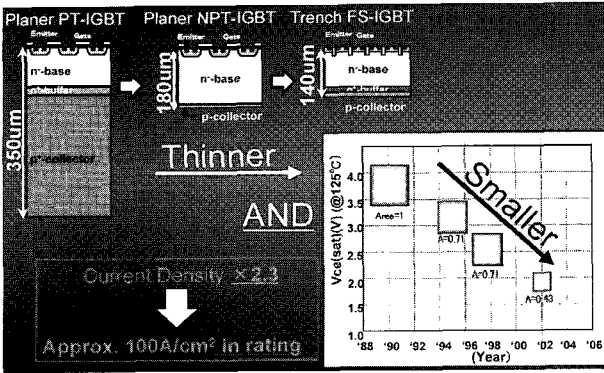 Planer PT-IGBT Planer NPT-IGBT Trench FS-IGBT
Emitter Gate Emitter Gate Emitter Gate
n⁻-base n⁻-base n⁻-base
n⁺-buffer n⁺-buffer
p⁺-collector p-collector p-collector
350um 180um 140um
Thinner
AND
Current Density ×2.3
Approx. 100A/cm² in rating
Smaller
Vce(sat)(V) (@125℃)
4.0
3.5
3.0
2.5
2.0
1.0
Area=1
A=0.71
A=0.71
A=0.43
'88 '90 '92 '94 '96 '98 '00 '02 '04 '06
(Year)